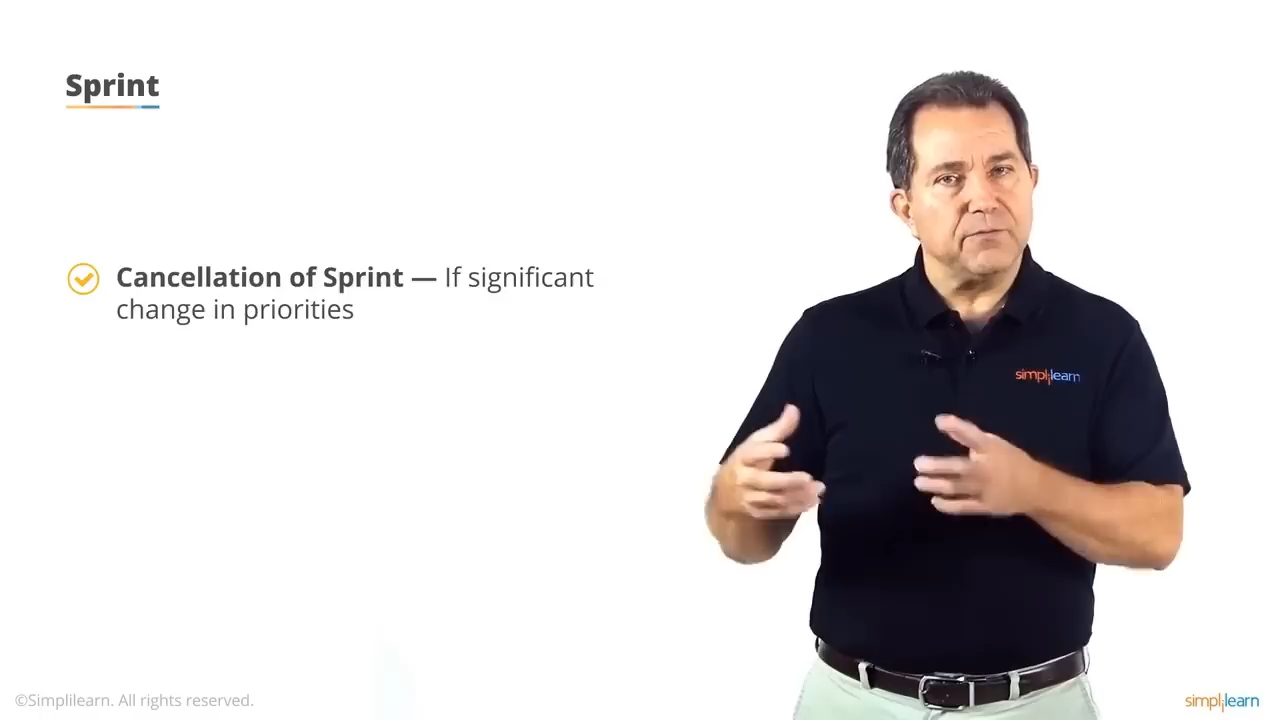 Sprint
Cancellation of Sprint — If significant
change in priorities
simplilearn
©Simplilearn. All rights reserved.
simplilearn